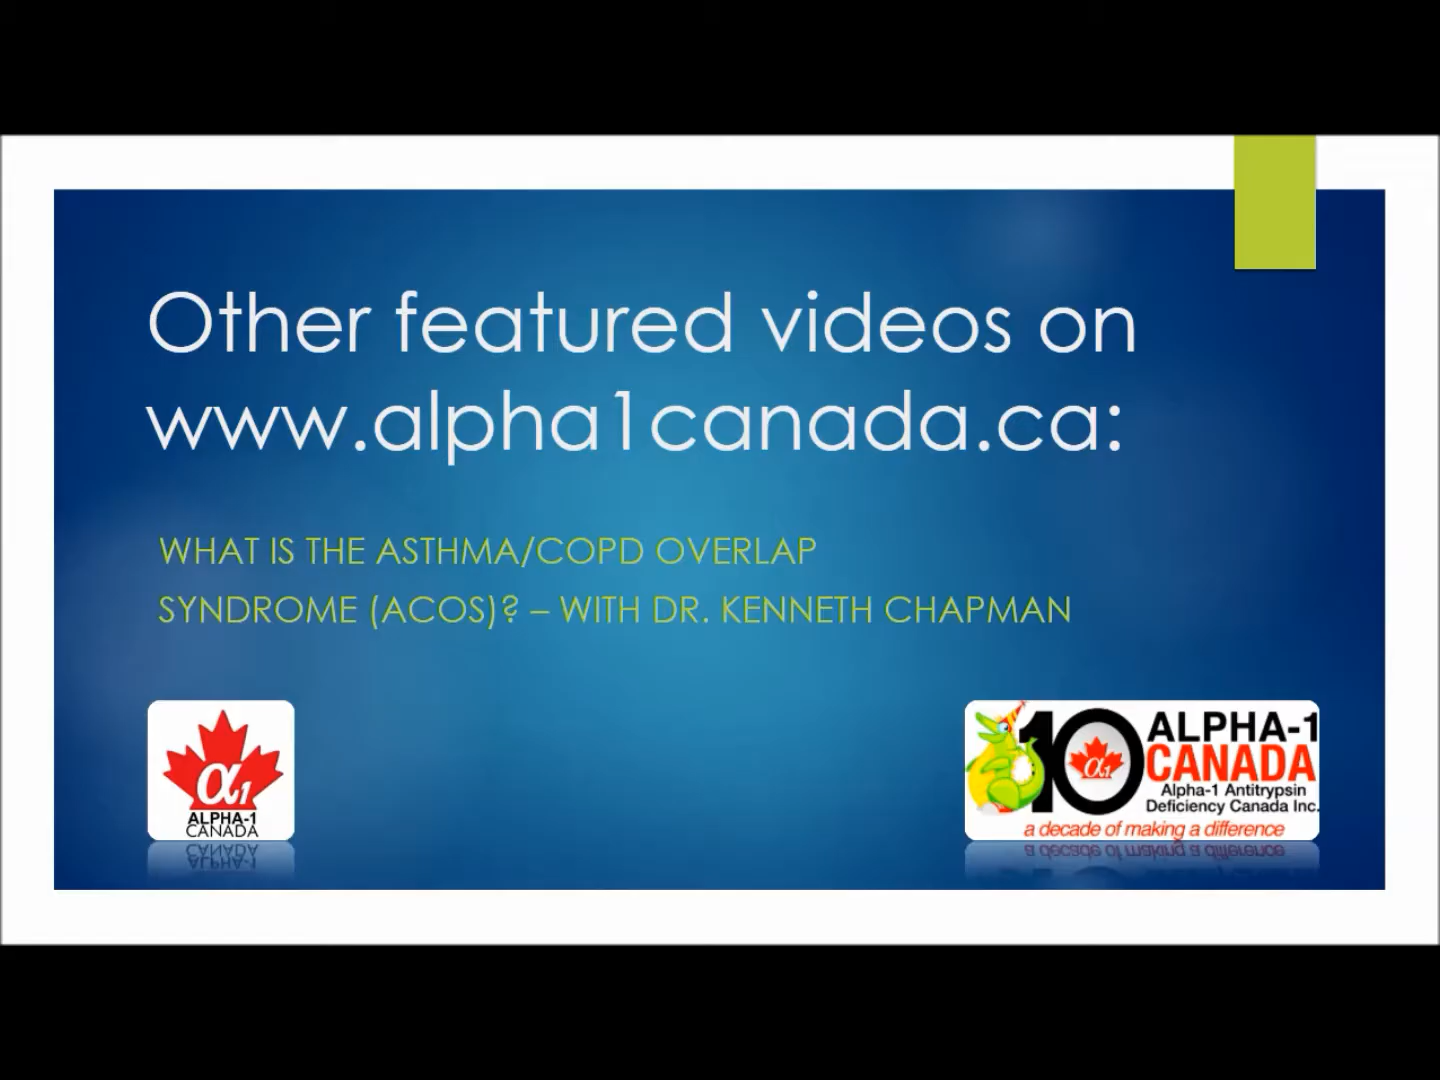 Other featured videos on
www.alpha1canada.ca:
WHAT IS THE ASTHMA/COPD OVERLAP
SYNDROME (ACOS)? – WITH DR. KENNETH CHAPMAN
α1
ALPHA-1
CANADA
10
α1
ALPHA-1
CANADA
Alpha-1 Antitrypsin
Deficiency Canada Inc.
a decade of making a difference